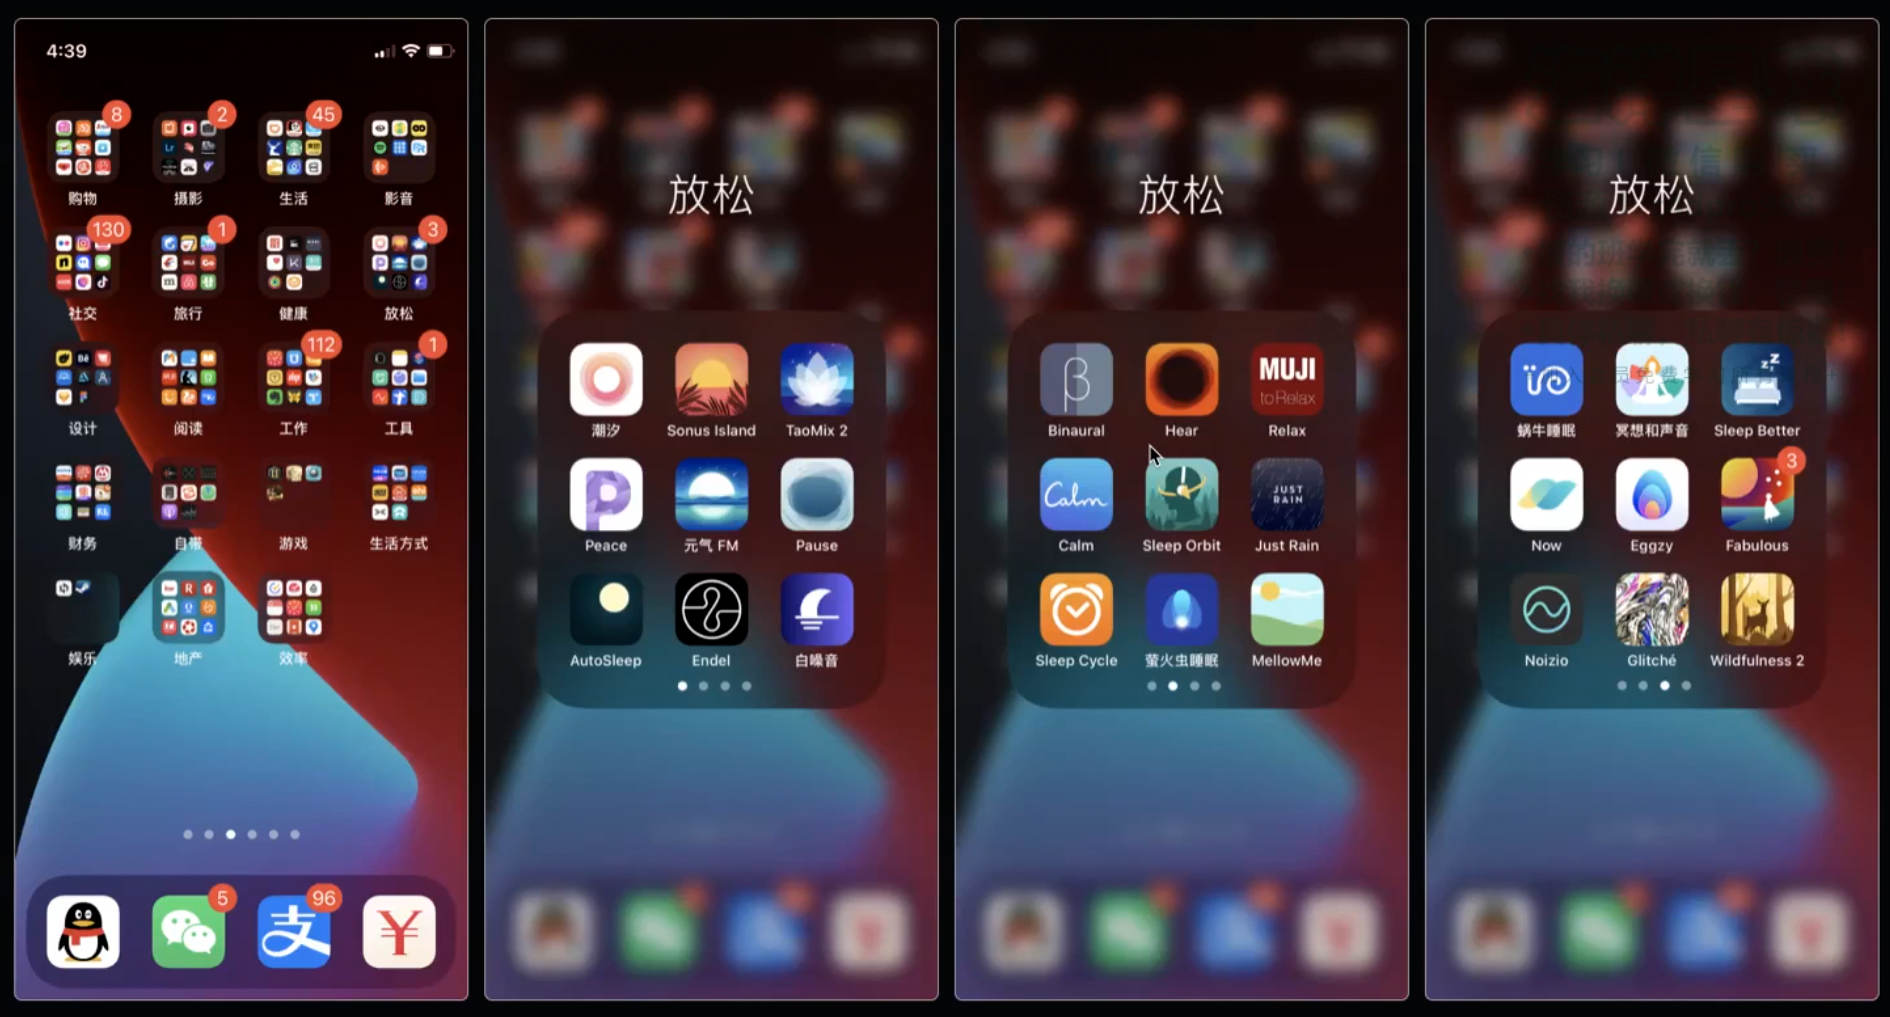 4:39
8
2
45
购物
摄影
生活
影音
130
1
3
社交
旅行
健康
放松
112
1
设计
阅读
工作
工具
财务
自带
游戏
生活方式
娱乐
地产
效率
5
96
支
¥
放松
潮汐
Sonus Island
TaoMix 2
Peace
元气 FM
Pause
AutoSleep
Endel
白噪音
放松
β
MUJI
to Relax
Binaural
Hear
Relax
Calm
JUST
RAIN
Calm
Sleep Orbit
Just Rain
Sleep Cycle
萤火虫睡眠
MellowMe
放松
z z Z
蜗牛睡眠
冥想和声音
Sleep Better
3
Now
Eggzy
Fabulous
Noizio
Glitché
Wildfulness 2